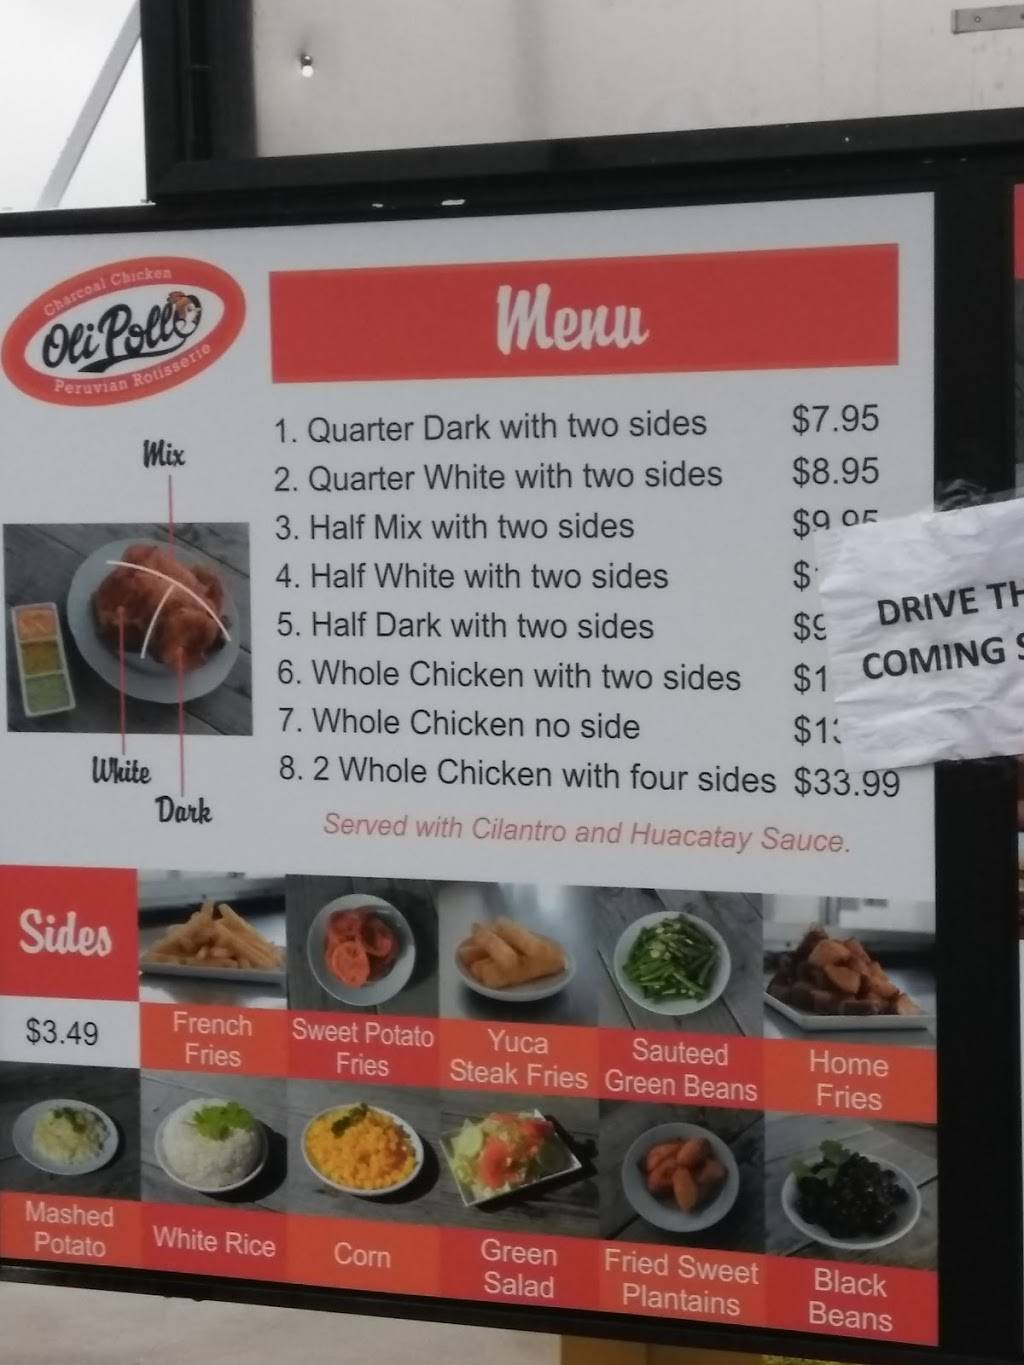 Charcoal Chicken
Oli Pollo
Peruvian Rotisserie
Menu
Mix
White
Dark
1. Quarter Dark with two sides $7.95
2. Quarter White with two sides $8.95
3. Half Mix with two sides $9.95
4. Half White with two sides $
5. Half Dark with two sides $9
6. Whole Chicken with two sides $1
7. Whole Chicken no side $13
8. 2 Whole Chicken with four sides $33.99
Served with Cilantro and Huacatay Sauce.
DRIVE TH
COMING S
Sides
$3.49
French
Fries
Sweet Potato
Fries
Yuca
Steak Fries
Sauteed
Green Beans
Home
Fries
Mashed
Potato
White Rice
Corn
Green
Salad
Fried Sweet
Plantains
Black
Beans